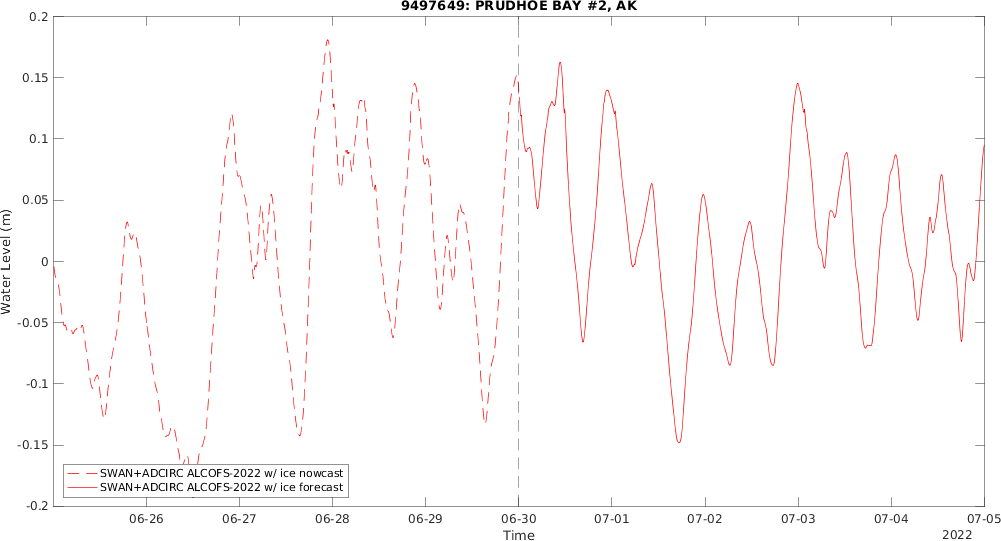 9497649: PRUDHOE BAY #2, AK
0.2
0.15
0.1
0.05
0
-0.05
-0.1
-0.15
-0.2
Water Level (m)
SWAN+ADCIRC ALCOFS-2022 w/ ice nowcast
SWAN+ADCIRC ALCOFS-2022 w/ ice forecast
06-26 06-27 06-28 06-29 06-30 07-01 07-02 07-03 07-04 07-05
Time
2022